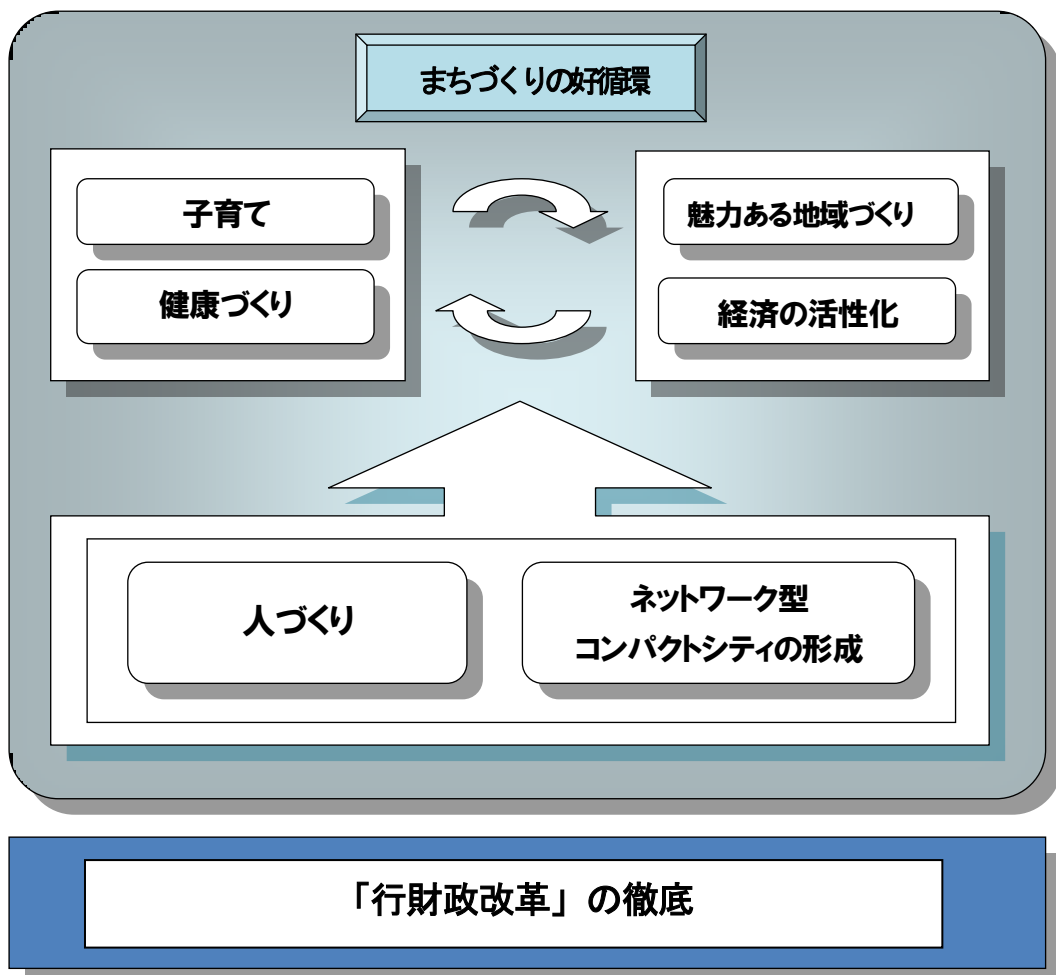 まちづくりの好循環
子育て
健康づくり
魅力ある地域づくり
経済の活性化
人づくり
ネットワーク型
コンパクトシティの形成
「行財政改革」の徹底